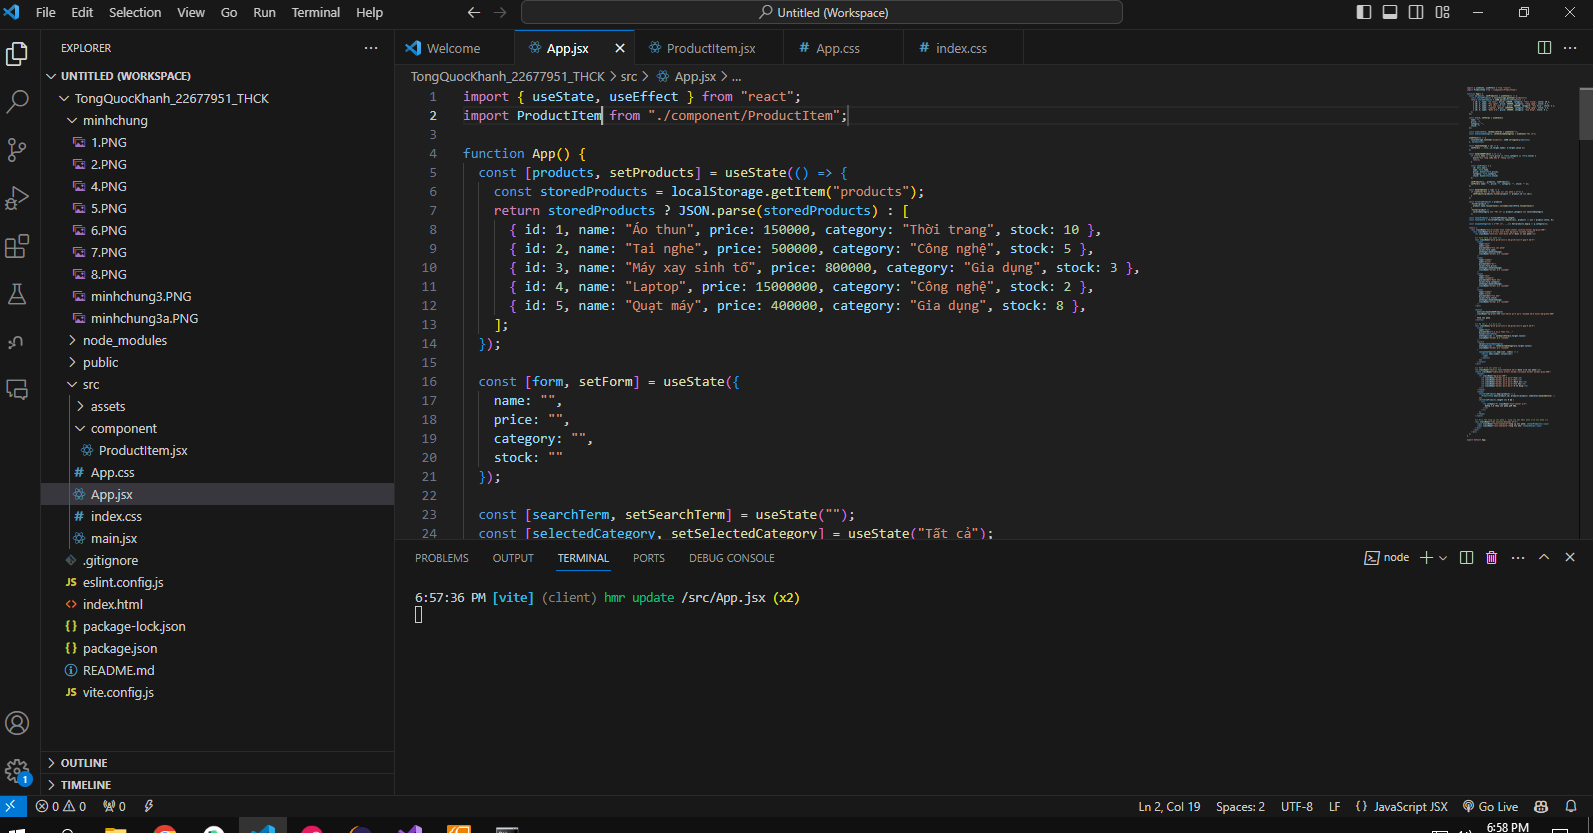 File Edit Selection View Go Run Terminal Help
Untitled (Workspace)
EXPLORER
UNTITLED (WORKSPACE)
TongQuocKhanh_22677951_THCK
minhchung
1.PNG
2.PNG
4.PNG
5.PNG
6.PNG
7.PNG
8.PNG
minhchung3.PNG
minhchung3a.PNG
node_modules
public
src
assets
component
ProductItem.jsx
App.css
App.jsx
index.css
main.jsx
.gitignore
eslint.config.js
index.html
package-lock.json
package.json
README.md
vite.config.js
OUTLINE
TIMELINE
1
Welcome App.jsx ProductItem.jsx App.css index.css
TongQuocKhanh_22677951_THCK > src > App.jsx > ...
1 import { useState, useEffect } from "react";
2 import ProductItem from "./component/ProductItem";
3
4 function App() {
5 const [products, setProducts] = useState(() => {
6 const storedProducts = localStorage.getItem("products");
7 return storedProducts ? JSON.parse(storedProducts) : [
8 { id: 1, name: "Áo thun", price: 150000, category: "Thời trang", stock: 10 },
9 { id: 2, name: "Tai nghe", price: 500000, category: "Công nghệ", stock: 5 },
10 { id: 3, name: "Máy xay sinh tố", price: 800000, category: "Gia dụng", stock: 3 },
11 { id: 4, name: "Laptop", price: 15000000, category: "Công nghệ", stock: 2 },
12 { id: 5, name: "Quạt máy", price: 400000, category: "Gia dụng", stock: 8 },
13 ];
14 });
15
16 const [form, setForm] = useState({
17 name: "",
18 price: "",
19 category: "",
20 stock: ""
21 });
22
23 const [searchTerm, setSearchTerm] = useState("");
24 const [selectedCategory, setSelectedCategory] = useState("Tất cả");
PROBLEMS OUTPUT TERMINAL PORTS DEBUG CONSOLE
node
6:57:36 PM [vite] (client) hmr update /src/App.jsx (x2)
0 0 0
Ln 2, Col 19 Spaces: 2 UTF-8 LF {} JavaScript JSX Go Live
6:58 PM